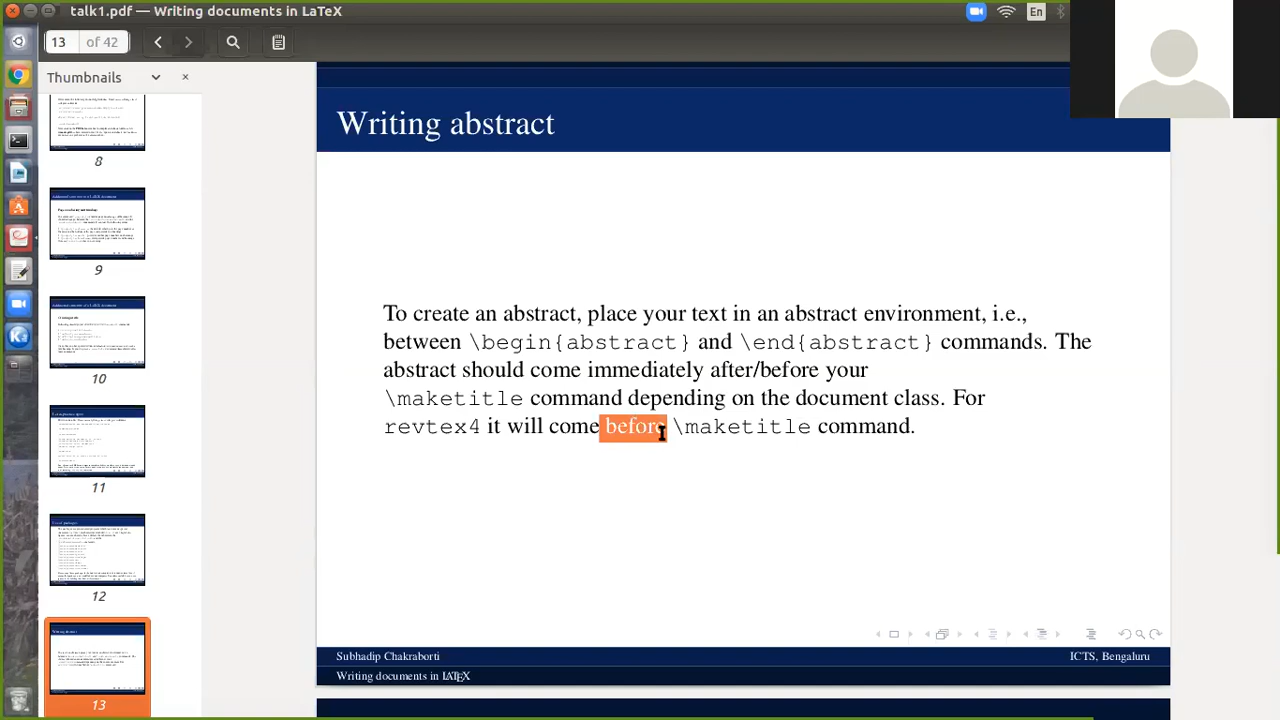 talk1.pdf — Writing documents in LaTeX
En
13 of 42
Thumbnails
8
9
10
11
12
13
Writing abstract
To create an abstract, place your text in an abstract environment, i.e.,
between \begin{abstract} and \end{abstract} commands. The
abstract should come immediately after/before your
\maketitle command depending on the document class. For
revtex4 it will come before \maketitle command.
Subhadip Chakraborti
ICTS, Bengaluru
Writing documents in LATEX